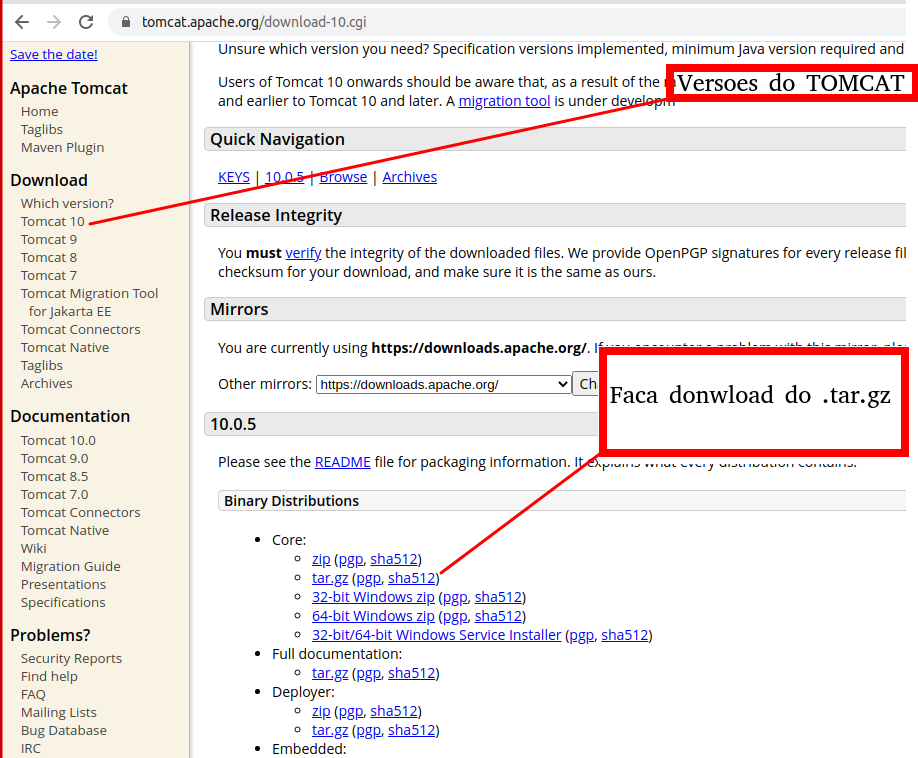 tomcat.apache.org/download-10.cgi
Save the date!
Apache Tomcat
Home
Taglibs
Maven Plugin
Download
Which version?
Tomcat 10
Tomcat 9
Tomcat 8
Tomcat 7
Tomcat Migration Tool
for Jakarta EE
Tomcat Connectors
Tomcat Native
Taglibs
Archives
Documentation
Tomcat 10.0
Tomcat 9.0
Tomcat 8.5
Tomcat 7.0
Tomcat Connectors
Tomcat Native
Wiki
Migration Guide
Presentations
Specifications
Problems?
Security Reports
Find help
FAQ
Mailing Lists
Bug Database
IRC
Unsure which version you need? Specification versions implemented, minimum Java version required and
Users of Tomcat 10 onwards should be aware that, as a result of the
and earlier to Tomcat 10 and later. A migration tool is under developm
Versoes do TOMCAT
Quick Navigation
KEYS | 10.0.5 | Browse | Archives
Release Integrity
You must verify the integrity of the downloaded files. We provide OpenPGP signatures for every release fil
checksum for your download, and make sure it is the same as ours.
Mirrors
You are currently using https://downloads.apache.org/. If you encounter a problem with this mirror,
Other mirrors: https://downloads.apache.org/ Ch
Faca donwload do .tar.gz
10.0.5
Please see the README file for packaging information. It explains what every distribution contains.
Binary Distributions
• Core:
◦ zip (pgp, sha512)
◦ tar.gz (pgp, sha512)
◦ 32-bit Windows zip (pgp, sha512)
◦ 64-bit Windows zip (pgp, sha512)
◦ 32-bit/64-bit Windows Service Installer (pgp, sha512)
• Full documentation:
◦ tar.gz (pgp, sha512)
• Deployer:
◦ zip (pgp, sha512)
◦ tar.gz (pgp, sha512)
• Embedded: